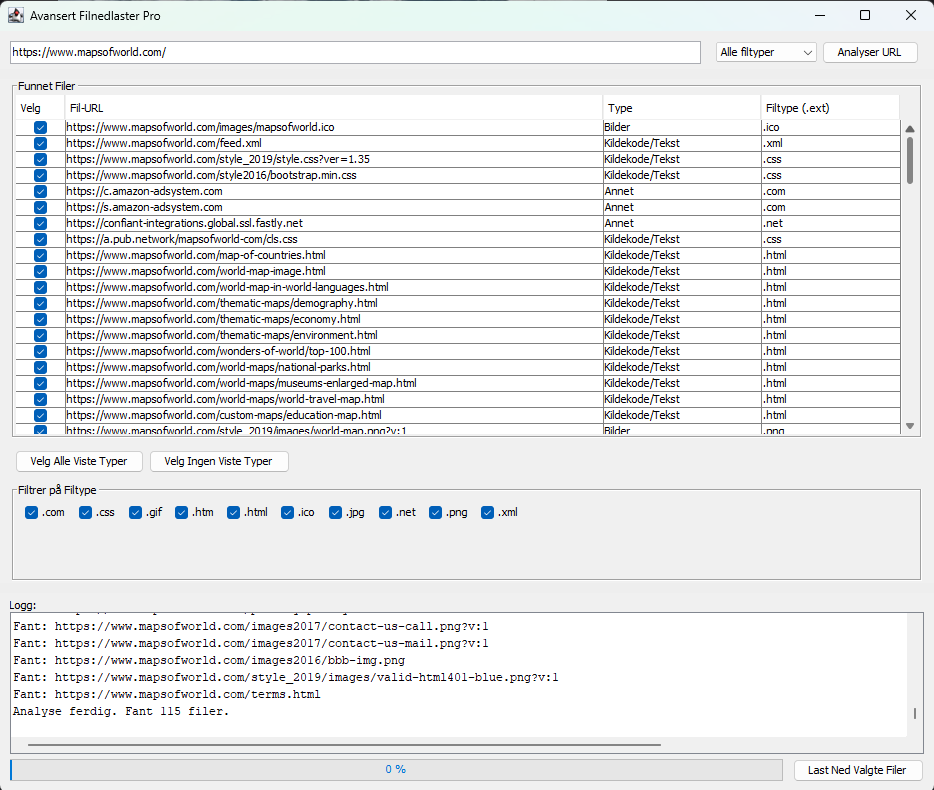 Avansert Filnedlaster Pro
https://www.mapsofworld.com/ Alle filtyper Analyser URL
Funnet Filer
Velg Fil-URL Type Filtype (.ext)
https://www.mapsofworld.com/images/mapsofworld.ico Bilder .ico
https://www.mapsofworld.com/feed.xml Kildekode/Tekst .xml
https://www.mapsofworld.com/style_2019/style.css?ver=1.35 Kildekode/Tekst .css
https://www.mapsofworld.com/style2016/bootstrap.min.css Kildekode/Tekst .css
https://c.amazon-adsystem.com Annet .com
https://s.amazon-adsystem.com Annet .com
https://confiant-integrations.global.ssl.fastly.net Annet .net
https://a.pub.network/mapsofworld-com/cls.css Kildekode/Tekst .css
https://www.mapsofworld.com/map-of-countries.html Kildekode/Tekst .html
https://www.mapsofworld.com/world-map-image.html Kildekode/Tekst .html
https://www.mapsofworld.com/world-map-in-world-languages.html Kildekode/Tekst .html
https://www.mapsofworld.com/thematic-maps/demography.html Kildekode/Tekst .html
https://www.mapsofworld.com/thematic-maps/economy.html Kildekode/Tekst .html
https://www.mapsofworld.com/thematic-maps/environment.html Kildekode/Tekst .html
https://www.mapsofworld.com/wonders-of-world/top-100.html Kildekode/Tekst .html
https://www.mapsofworld.com/world-maps/national-parks.html Kildekode/Tekst .html
https://www.mapsofworld.com/world-maps/museums-enlarged-map.html Kildekode/Tekst .html
https://www.mapsofworld.com/world-maps/world-travel-map.html Kildekode/Tekst .html
https://www.mapsofworld.com/custom-maps/education-map.html Kildekode/Tekst .html
https://www.mapsofworld.com/style_2019/images/world-map.png?v:1 Bilder .png
Velg Alle Viste Typer Velg Ingen Viste Typer
Filtrer på Filtype
.com .css .gif .htm .html .ico .jpg .net .png .xml
Logg:
Fant: https://www.mapsofworld.com/images2017/contact-us-call.png?v:1
Fant: https://www.mapsofworld.com/images2017/contact-us-mail.png?v:1
Fant: https://www.mapsofworld.com/images2016/bbb-img.png
Fant: https://www.mapsofworld.com/style_2019/images/valid-html401-blue.png?v:1
Fant: https://www.mapsofworld.com/terms.html
Analyse ferdig. Fant 115 filer.
0 % Last Ned Valgte Filer